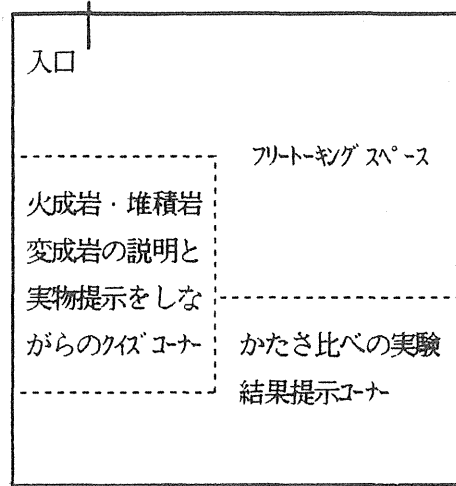 入口
フリートーキング スペース
火成岩・堆積岩
変成岩の説明と
実物提示をしな
がらのクイズ コーナー
かたさ比べの実験
結果提示コーナー